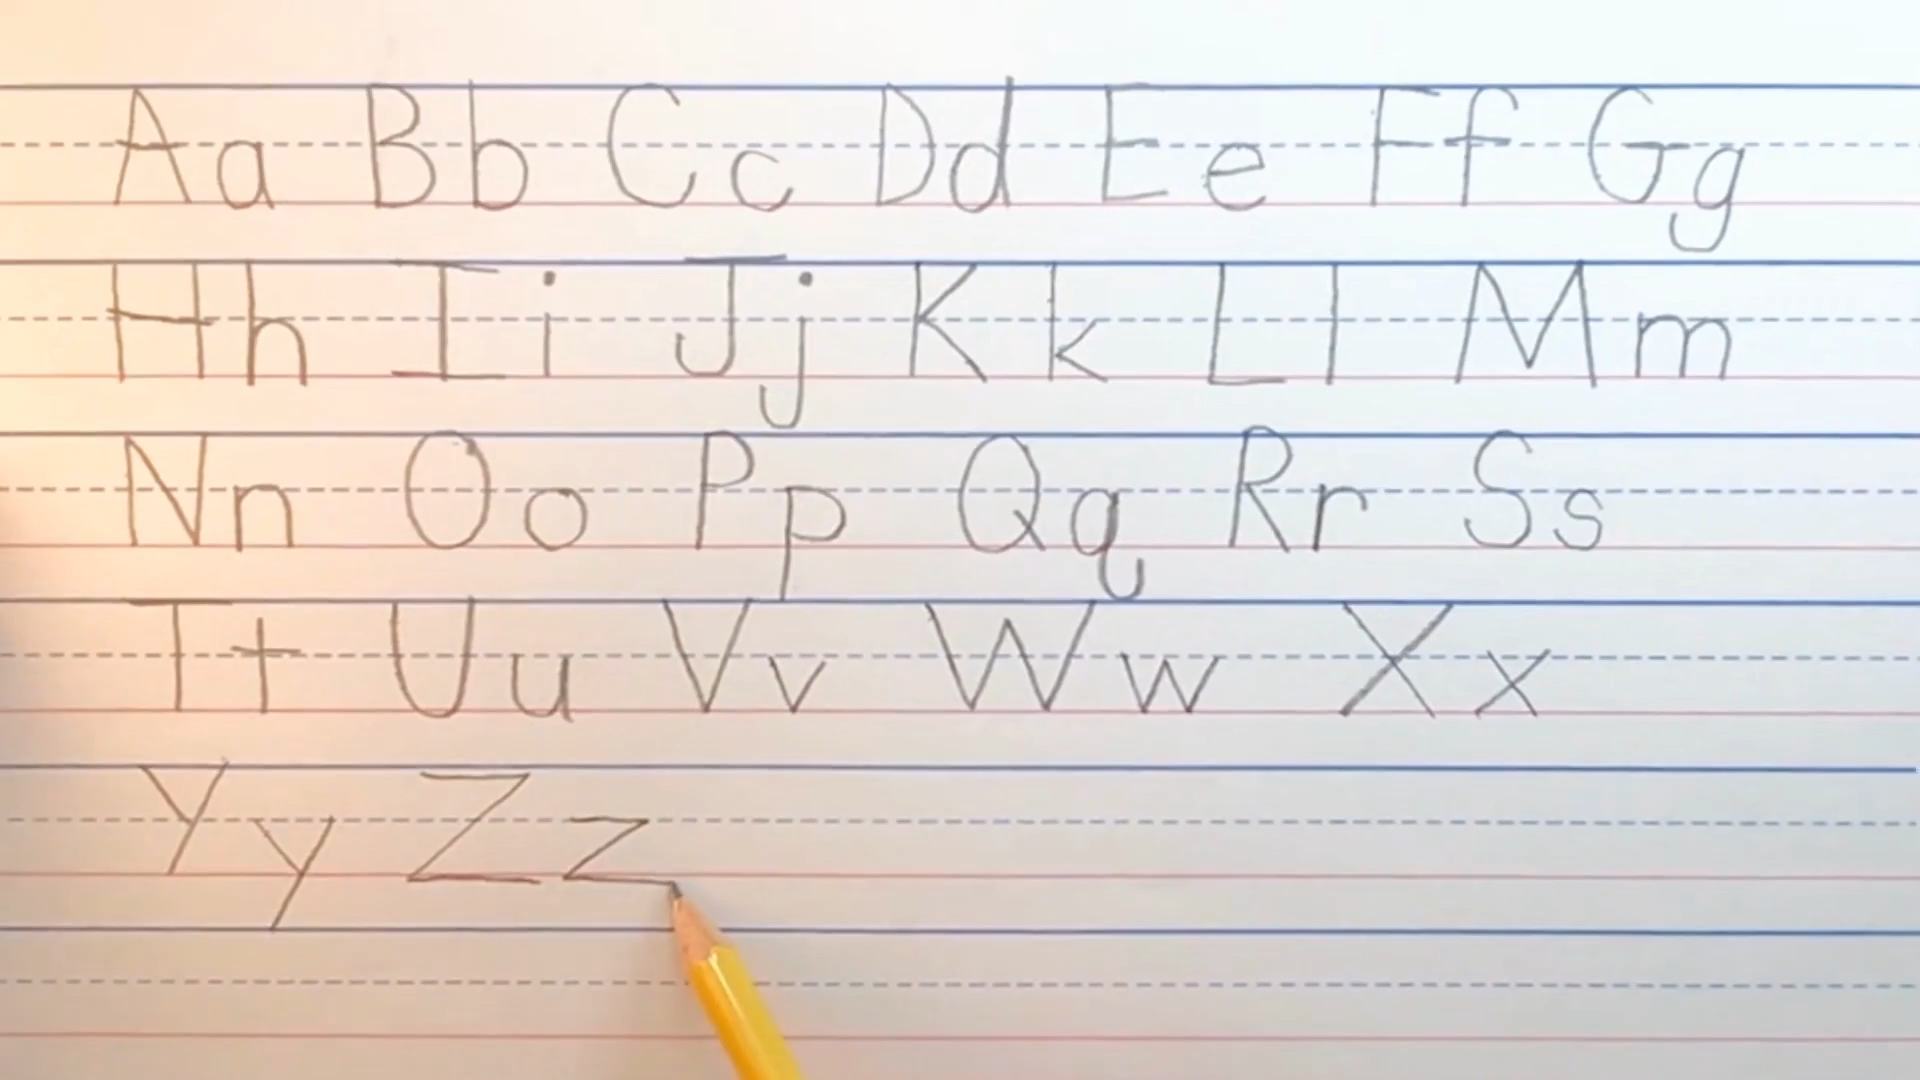 Aa Bb Cc Dd Ee Ff Gg
Hh Ii Jj Kk Ll Mm
Nn Oo Pp Qq Rr Ss
Tt Uu Vv Ww Xx
Yy Zz